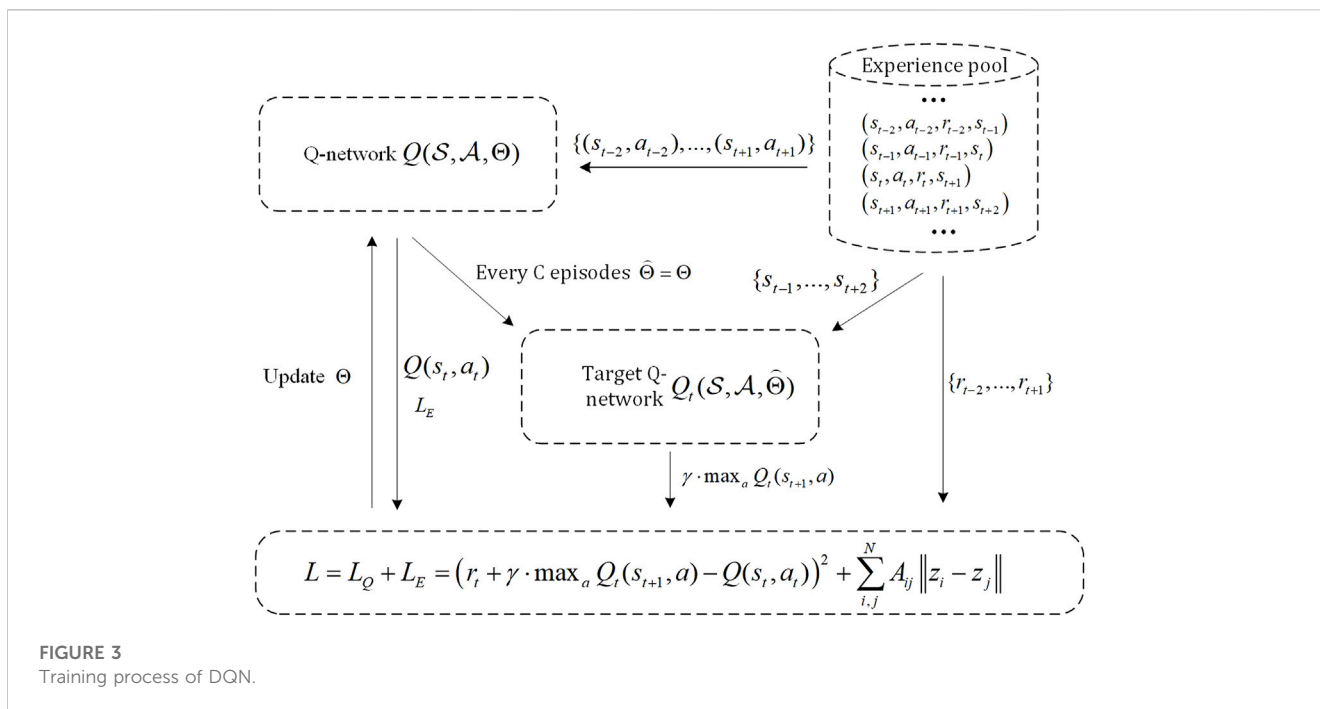 Experience pool
•••
(s_{t-2}, a_{t-2}, r_{t-2}, s_{t-1})
(s_{t-1}, a_{t-1}, r_{t-1}, s_t)
(s_t, a_t, r_t, s_{t+1})
(s_{t+1}, a_{t+1}, r_{t+1}, s_{t+2})
•••
Q-network Q(𝒮, 𝒜, Θ)
{(s_{t-2}, a_{t-2}),...,(s_{t+1}, a_{t+1})}
Every C episodes Θ̂ = Θ
{s_{t-1},...,s_{t+2}}
Update Θ
Q(s_t, a_t)
L_E
Target Q-
network Q_t(𝒮, 𝒜, Θ̂)
{r_{t-2},...,r_{t+1}}
γ·max_a Q_t(s_{t+1}, a)
L = L_Q + L_E = (r_t + γ·max_a Q_t(s_{t+1}, a) − Q(s_t, a_t))^2 + ∑_{i,j}^{N} A_{ij} ‖z_i − z_j‖
FIGURE 3
Training process of DQN.